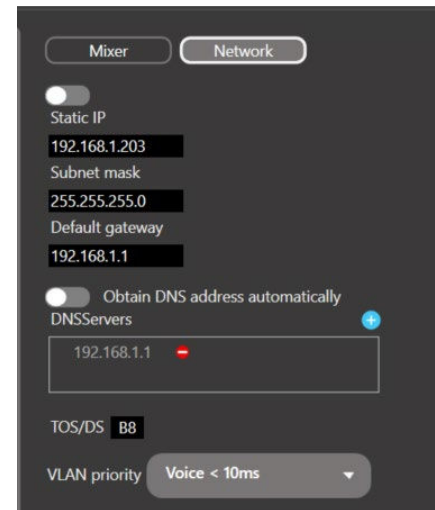 Mixer Network
Static IP
192.168.1.203
Subnet mask
255.255.255.0
Default gateway
192.168.1.1
Obtain DNS address automatically
DNSServers
192.168.1.1
TOS/DS B8
VLAN priority Voice < 10ms